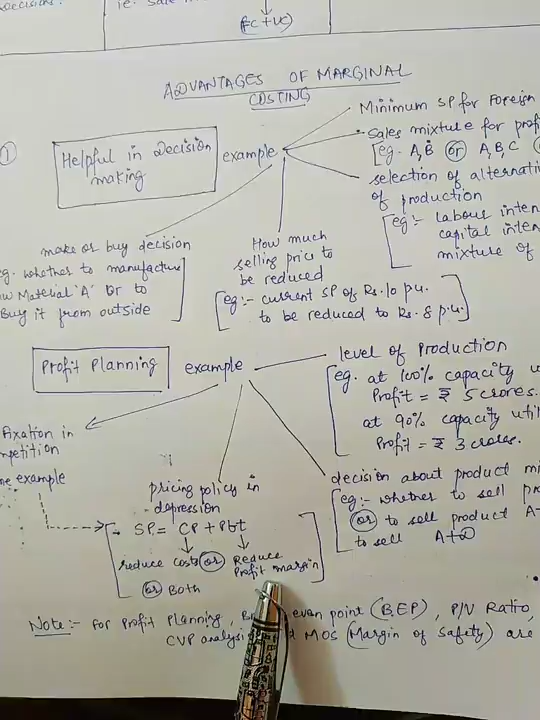 ie. Sale
(FC + VC)
ADVANTAGES OF MARGINAL
COSTING
①
Helpful in Decision
making
example
Minimum SP for Foreign
Sales mixture for prof
[eg. A, B (or) A, B, C
selection of alternati
of production
[eg:- labour inten
capital inten
mixture of
make or buy decision
eg. whether to manufacture
Material 'A' or to
Buy it from outside
How much
selling price to
be reduced
[eg:- current SP of Rs. 10 p.u.
to be reduced to Rs. 8 p.u.]
Profit Planning
example
level of Production
[eg. at 100% capacity u
Profit = ₹ 5 crores.
at 90% capacity util
Profit = ₹ 3 crores.
Fixation in
mpetition
example
pricing policy in
depression
SP = CP + Pbt
reduce costs (or) Reduce
Profit margin
(or) Both
decision about product mi
[eg:- whether to sell pr
(or) to sell product A
to sell A+
Note:- For Profit Planning, even point (BEP), P/V Ratio,
CVP analysis MOS (Margin of Safety) are